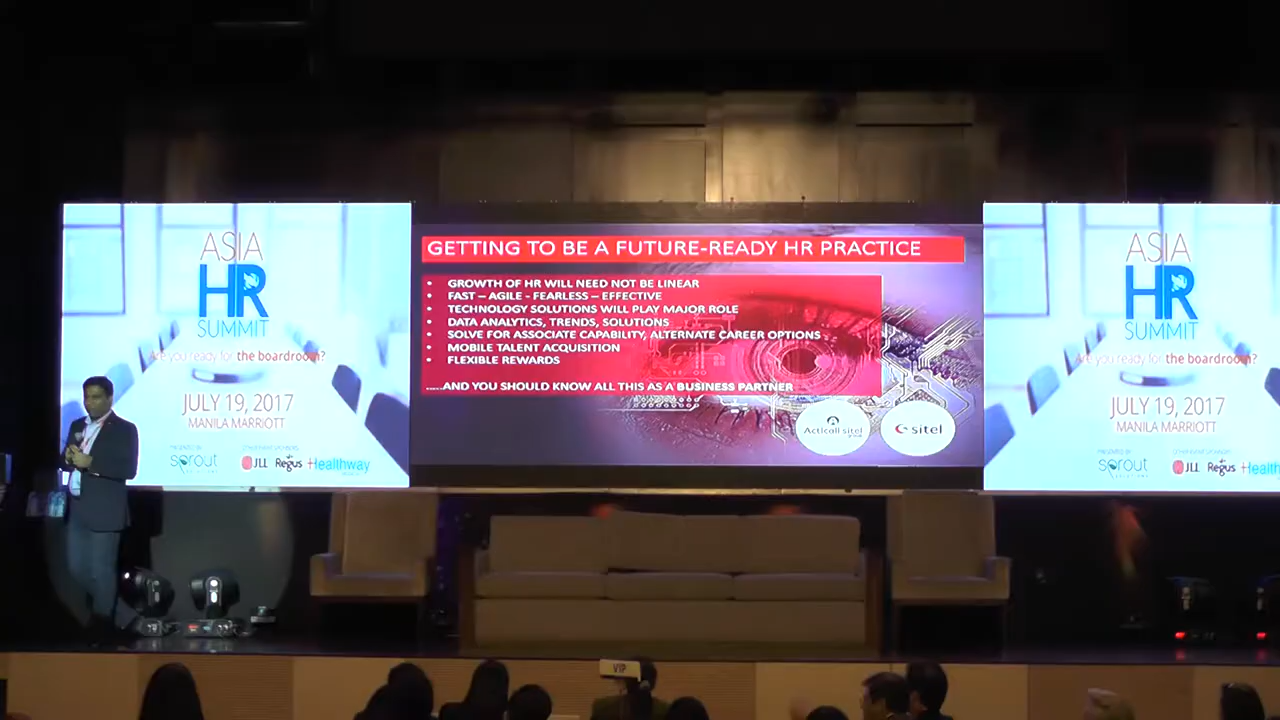 ASIA
HR
SUMMIT
Are you ready for the boardroom?
JULY 19, 2017
MANILA MARRIOTT
sprout
JLL
Regus
Healthway
GETTING TO BE A FUTURE-READY HR PRACTICE
• GROWTH OF HR WILL NEED NOT BE LINEAR
• FAST – AGILE - FEARLESS – EFFECTIVE
• TECHNOLOGY SOLUTIONS WILL PLAY MAJOR ROLE
• DATA ANALYTICS, TRENDS, SOLUTIONS
• SOLVE FOR ASSOCIATE CAPABILITY, ALTERNATE CAREER OPTIONS
• MOBILE TALENT ACQUISITION
• FLEXIBLE REWARDS
.....AND YOU SHOULD KNOW ALL THIS AS A BUSINESS PARTNER
Acticall sitel
sitel
ASIA
HR
SUMMIT
Are you ready for the boardroom?
JULY 19, 2017
MANILA MARRIOTT
sprout
JLL
Regus
Health
VIP